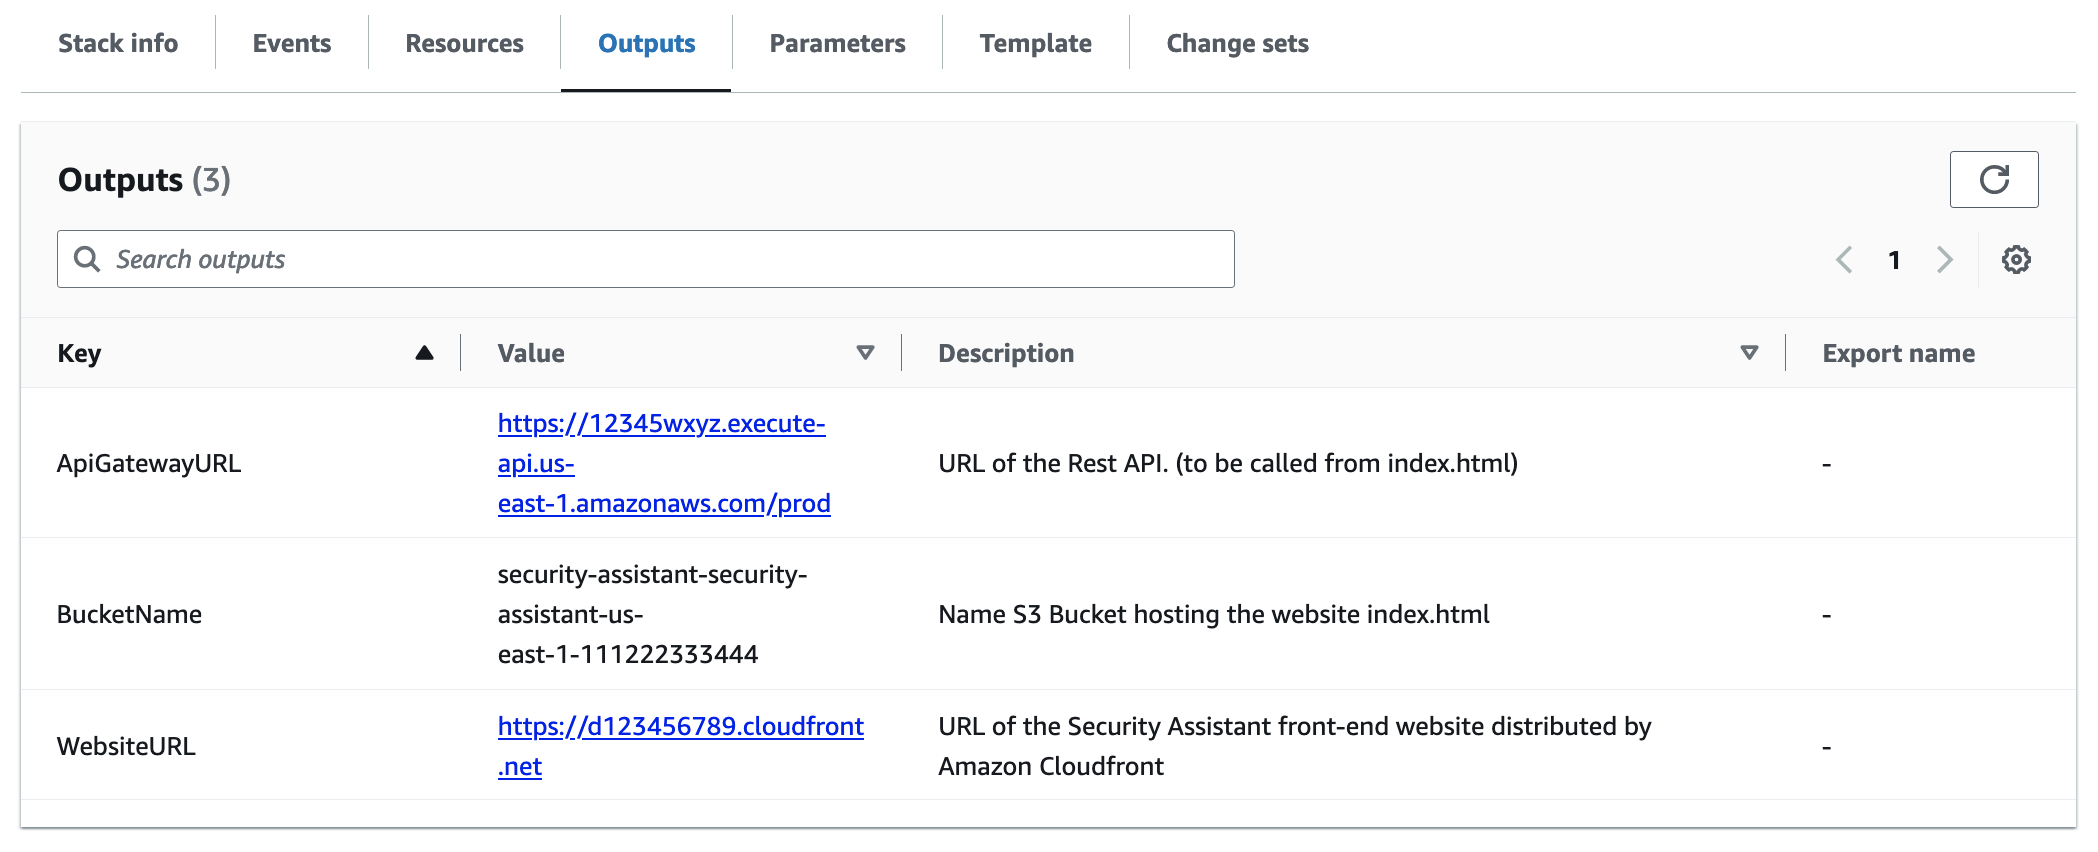 Stack info Events Resources Outputs Parameters Template Change sets
Outputs (3)
Search outputs
1
Key Value Description Export name
ApiGatewayURL
https://12345wxyz.execute-
api.us-
east-1.amazonaws.com/prod
URL of the Rest API. (to be called from index.html)
-
BucketName
security-assistant-security-
assistant-us-
east-1-111222333444
Name S3 Bucket hosting the website index.html
-
WebsiteURL
https://d123456789.cloudfront
.net
URL of the Security Assistant front-end website distributed by
Amazon Cloudfront
-